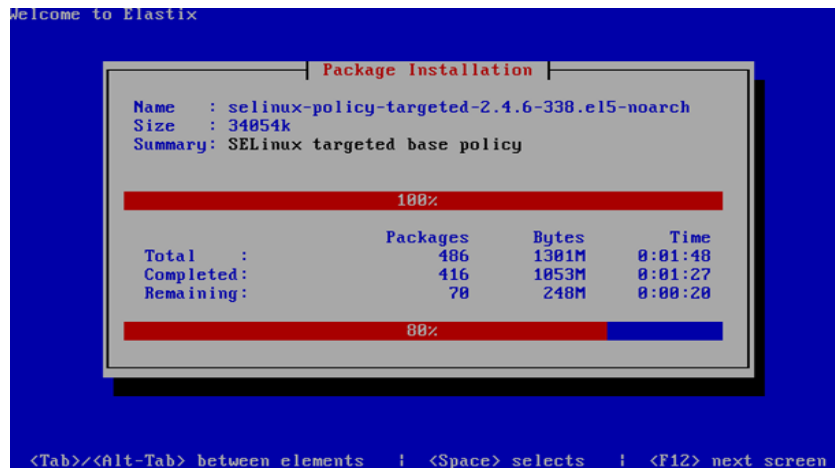 Welcome to Elastix
Package Installation
Name : selinux-policy-targeted-2.4.6-338.el5-noarch
Size : 34054k
Summary: SELinux targeted base policy
100%
Packages Bytes Time
Total : 486 1301M 0:01:48
Completed: 416 1053M 0:01:27
Remaining: 70 248M 0:00:20
80%
<Tab>/<Alt-Tab> between elements | <Space> selects | <F12> next screen